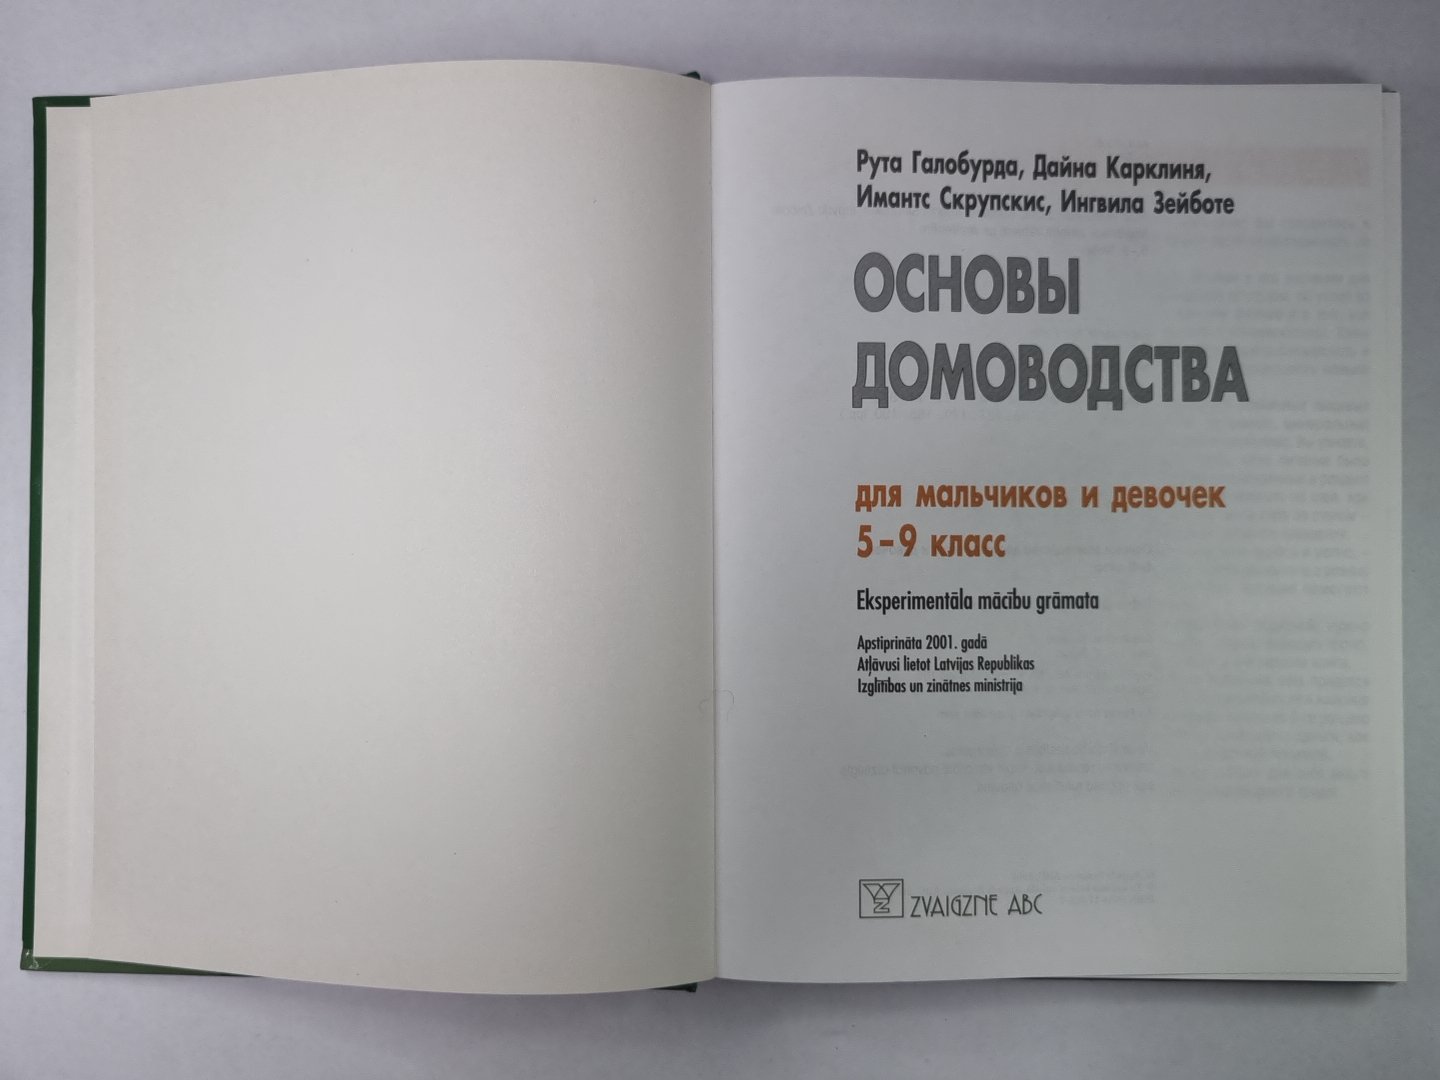 Рута Галобурда, Дайна Карклиня,
Имантс Скрупскис, Ингвила Зейботе
ОСНОВЫ
ДОМОВОДСТВА
для мальчиков и девочек
5–9 класс
Eksperimentāla mācību grāmata
Apstiprināta 2001. gadā
Atļāvusi lietot Latvijas Republikas
Izglītības un zinātnes ministrija
ZVAIGZNE ABC